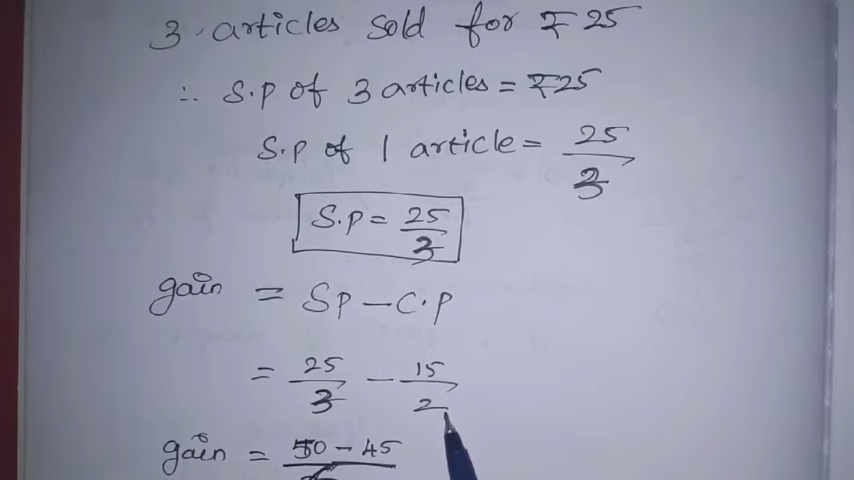 3 articles sold for ₹ 25
∴ S.P of 3 articles = ₹25
S.P of 1 article = 25/3
S.P = 25/3
gain = SP – C.P
= 25/3 – 15/2
gain = 50 – 45